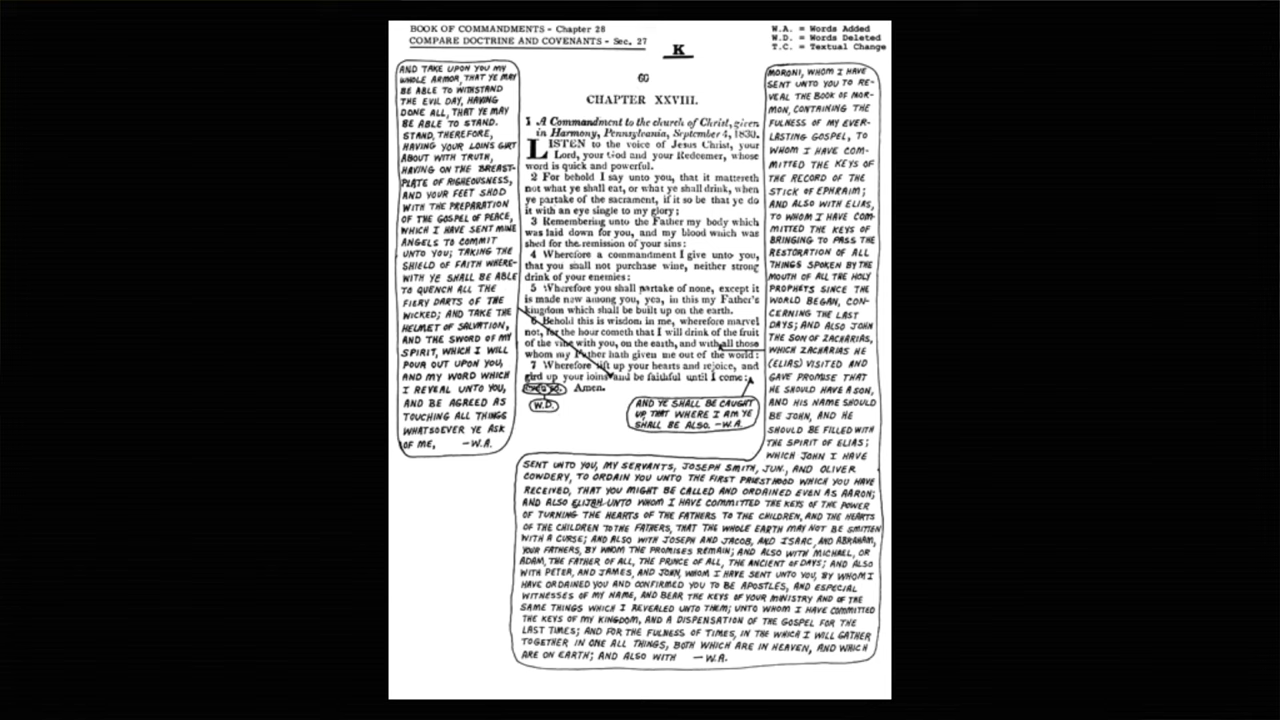 BOOK OF COMMANDMENTS - Chapter 28
COMPARE DOCTRINE AND COVENANTS - Sec. 27
K
W.A. = Words Added
W.D. = Words Deleted
T.C. = Textual Change
AND TAKE UPON YOU MY
WHOLE ARMOR, THAT YE MAY
BE ABLE TO WITHSTAND
THE EVIL DAY, HAVING
DONE ALL, THAT YE MAY
BE ABLE TO STAND.
STAND, THEREFORE,
HAVING YOUR LOINS GIRT
ABOUT WITH TRUTH,
HAVING ON THE BREAST-
PLATE OF RIGHEOUSNESS,
AND YOUR FEET SHOD
WITH THE PREPARATION
OF THE GOSPEL OF PEACE,
WHICH I HAVE SENT MINE
ANGELS TO COMMIT
UNTO YOU; TAKING THE
SHIELD OF FAITH WHERE-
WITH YE SHALL BE ABLE
TO QUENCH ALL THE
FIERY DARTS OF THE
WICKED; AND TAKE THE
HELMET OF SALVATION,
AND THE SWORD OF MY
SPIRIT, WHICH I WILL
POUR OUT UPON YOU,
AND MY WORD WHICH
I REVEAL UNTO YOU,
AND BE AGREED AS
TOUCHING ALL THINGS
WHATSOEVER YE ASK
OF ME, -W.A.
60
CHAPTER XXVIII.
1 A Commandment to the church of Christ, given
in Harmony, Pennsylvania, September 4, 1830.
LISTEN to the voice of Jesus Christ, your
Lord, your God and your Redeemer, whose
word is quick and powerful.
2 For behold I say unto you, that it mattereth
not what ye shall eat, or what ye shall drink, when
ye partake of the sacrament, if it so be that ye do
it with an eye single to my glory;
3 Remembering unto the Father my body which
was laid down for you, and my blood which was
shed for the remission of your sins:
4 Wherefore a commandment I give unto you,
that you shall not purchase wine, neither strong
drink of your enemies:
5 Wherefore you shall partake of none, except it
is made new among you, yea, in this my Father's
kingdom which shall be built up on the earth.
6 Behold this is wisdom in me, wherefore marvel
not, for the hour cometh that I will drink of the fruit
of the vine with you, on the earth, and with all those
whom my Father hath given me out of the world:
7 Wherefore lift up your hearts and rejoice, and
gird up your loins and be faithful until I come:
Amen.
W.D.
AND YE SHALL BE CAUGHT
UP, THAT WHERE I AM YE
SHALL BE ALSO. -W.A.
MORONI, WHOM I HAVE
SENT UNTO YOU TO RE-
VEAL THE BOOK OF MOR-
MON, CONTAINING THE
FULNESS OF MY EVER-
LASTING GOSPEL, TO
WHOM I HAVE COM-
MITTED THE KEYS OF
THE RECORD OF THE
STICK OF EPHRAIM;
AND ALSO WITH ELIAS,
TO WHOM I HAVE COM-
MITTED THE KEYS OF
BRINGING TO PASS THE
RESTORATION OF ALL
THINGS SPOKEN BY THE
MOUTH OF ALL THE HOLY
PROPHETS SINCE THE
WORLD BEGAN, CON-
CERNING THE LAST
DAYS; AND ALSO JOHN
THE SON OF ZACHARIAS,
WHICH ZACHARIAS HE
(ELIAS) VISITED AND
GAVE PROMISE THAT
HE SHOULD HAVE A SON,
AND HIS NAME SHOULD
BE JOHN, AND HE
SHOULD BE FILLED WITH
THE SPIRIT OF ELIAS;
WHICH JOHN I HAVE
SENT UNTO YOU, MY SERVANTS, JOSEPH SMITH, JUN., AND OLIVER
COWDERY, TO ORDAIN YOU UNTO THE FIRST PRIESTHOOD WHICH YOU HAVE
RECEIVED, THAT YOU MIGHT BE CALLED AND ORDAINED EVEN AS AARON;
AND ALSO ELIJAH UNTO WHOM I HAVE COMMITTED THE KEYS OF THE POWER
OF TURNING THE HEARTS OF THE FATHERS TO THE CHILDREN, AND THE HEARTS
OF THE CHILDREN TO THE FATHERS, THAT THE WHOLE EARTH MAY NOT BE SMITTEN
WITH A CURSE; AND ALSO WITH JOSEPH AND JACOB, AND ISAAC, AND ABRAHAM,
YOUR FATHERS, BY WHOM THE PROMISES REMAIN; AND ALSO WITH MICHAEL, OR
ADAM, THE FATHER OF ALL, THE PRINCE OF ALL, THE ANCIENT OF DAYS; AND ALSO
WITH PETER, AND JAMES, AND JOHN, WHOM I HAVE SENT UNTO YOU, BY WHOM I
HAVE ORDAINED YOU AND CONFIRMED YOU TO BE APOSTLES, AND ESPECIAL
WITNESSES OF MY NAME, AND BEAR THE KEYS OF YOUR MINISTRY AND OF THE
SAME THINGS WHICH I REVEALED UNTO THEM; UNTO WHOM I HAVE COMMITTED
THE KEYS OF MY KINGDOM, AND A DISPENSATION OF THE GOSPEL FOR THE
LAST TIMES; AND FOR THE FULNESS OF TIMES, IN THE WHICH I WILL GATHER
TOGETHER IN ONE ALL THINGS, BOTH WHICH ARE IN HEAVEN, AND WHICH
ARE ON EARTH; AND ALSO WITH -W.A.